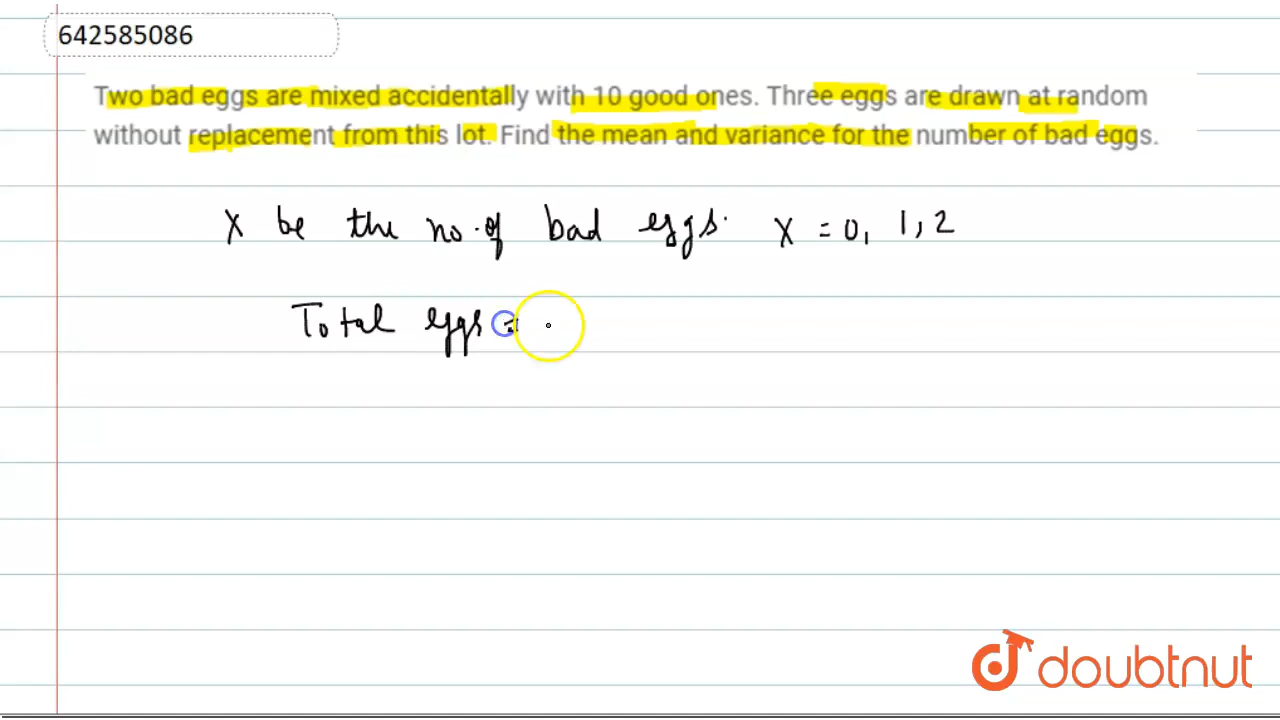 642585086
Two bad eggs are mixed accidentally with 10 good ones. Three eggs are drawn at random
without replacement from this lot. Find the mean and variance for the number of bad eggs.
X be the no. of bad eggs. X = 0, 1, 2
Total eggs =
doubtnut